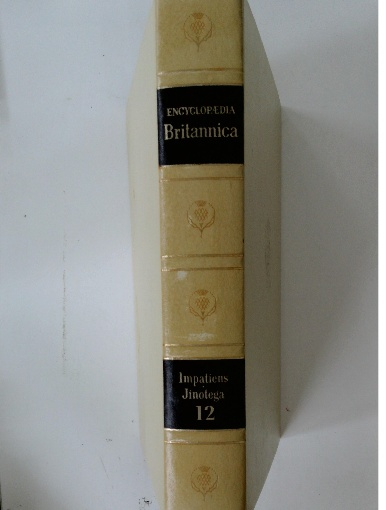 ENCYCLOPÆDIA
Britannica
Impatiens
Jinotega
12